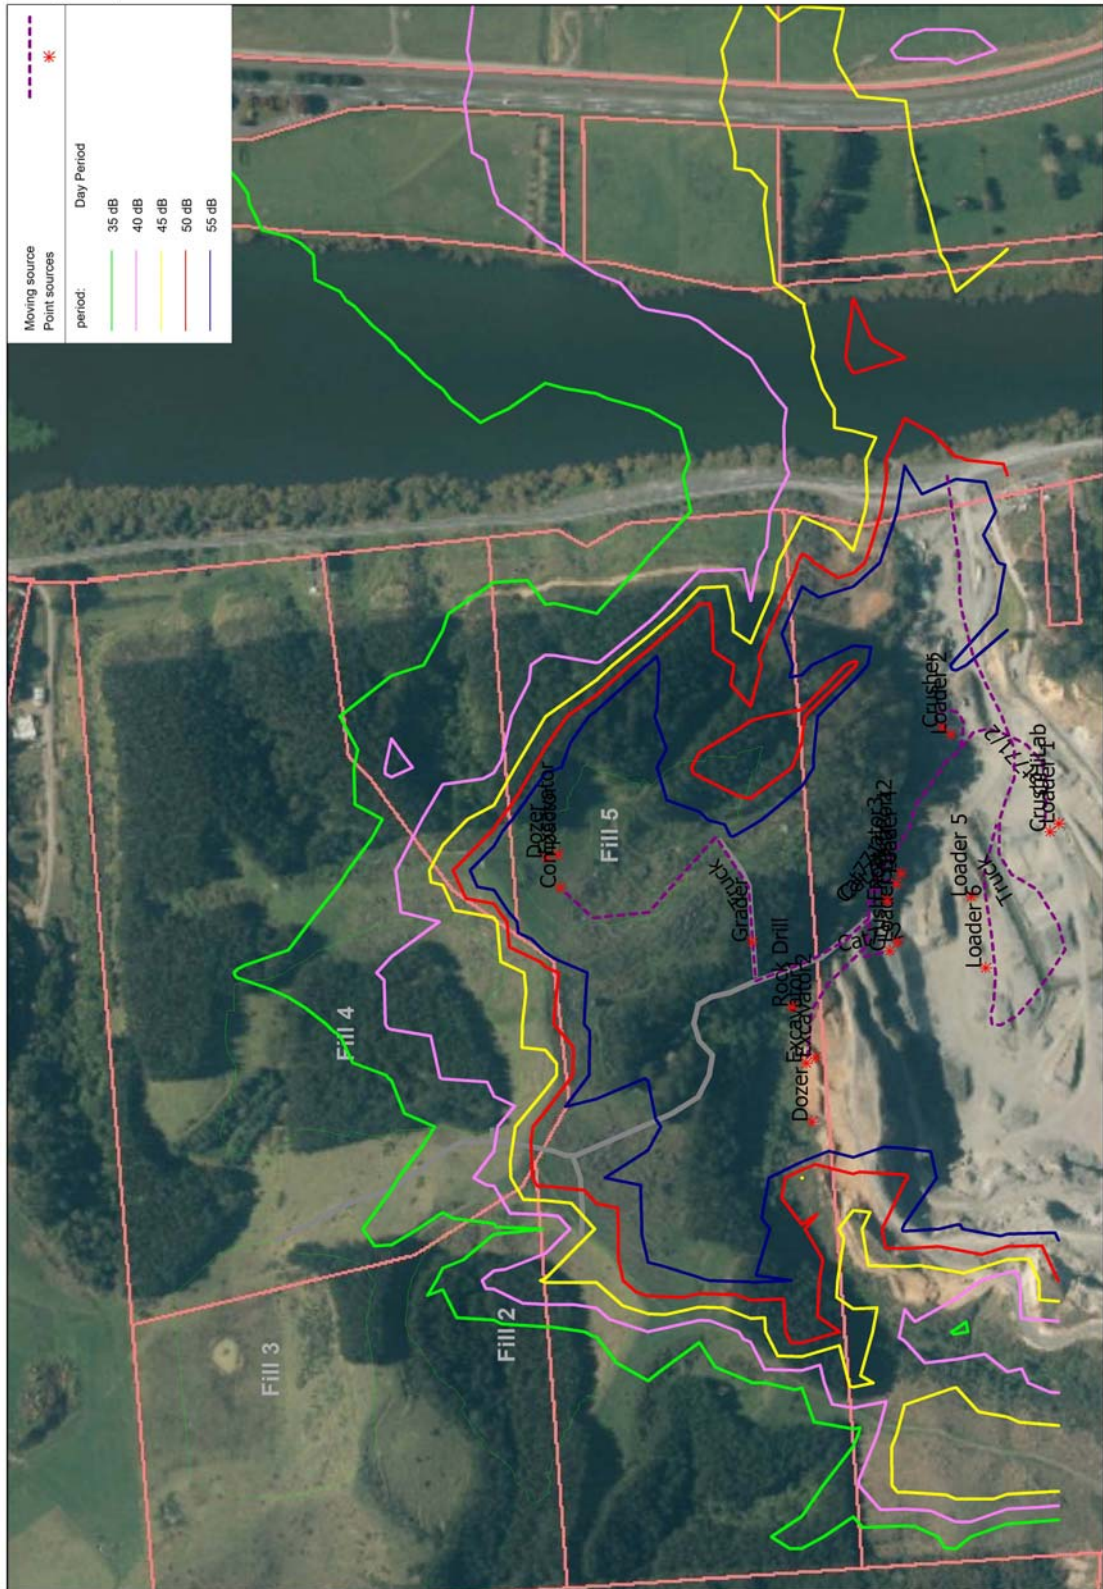 Moving source
Point sources
period: Day Period
35 dB
40 dB
45 dB
50 dB
55 dB
Fill 3
Fill 4
Fill 2
Fill 5
Dozer
Compactor
Grader
Truck
Rock Drill
Excavator2
Dozer
Crusher
Loader 2
Loader 5
Loader 6
Truck
Loader 1